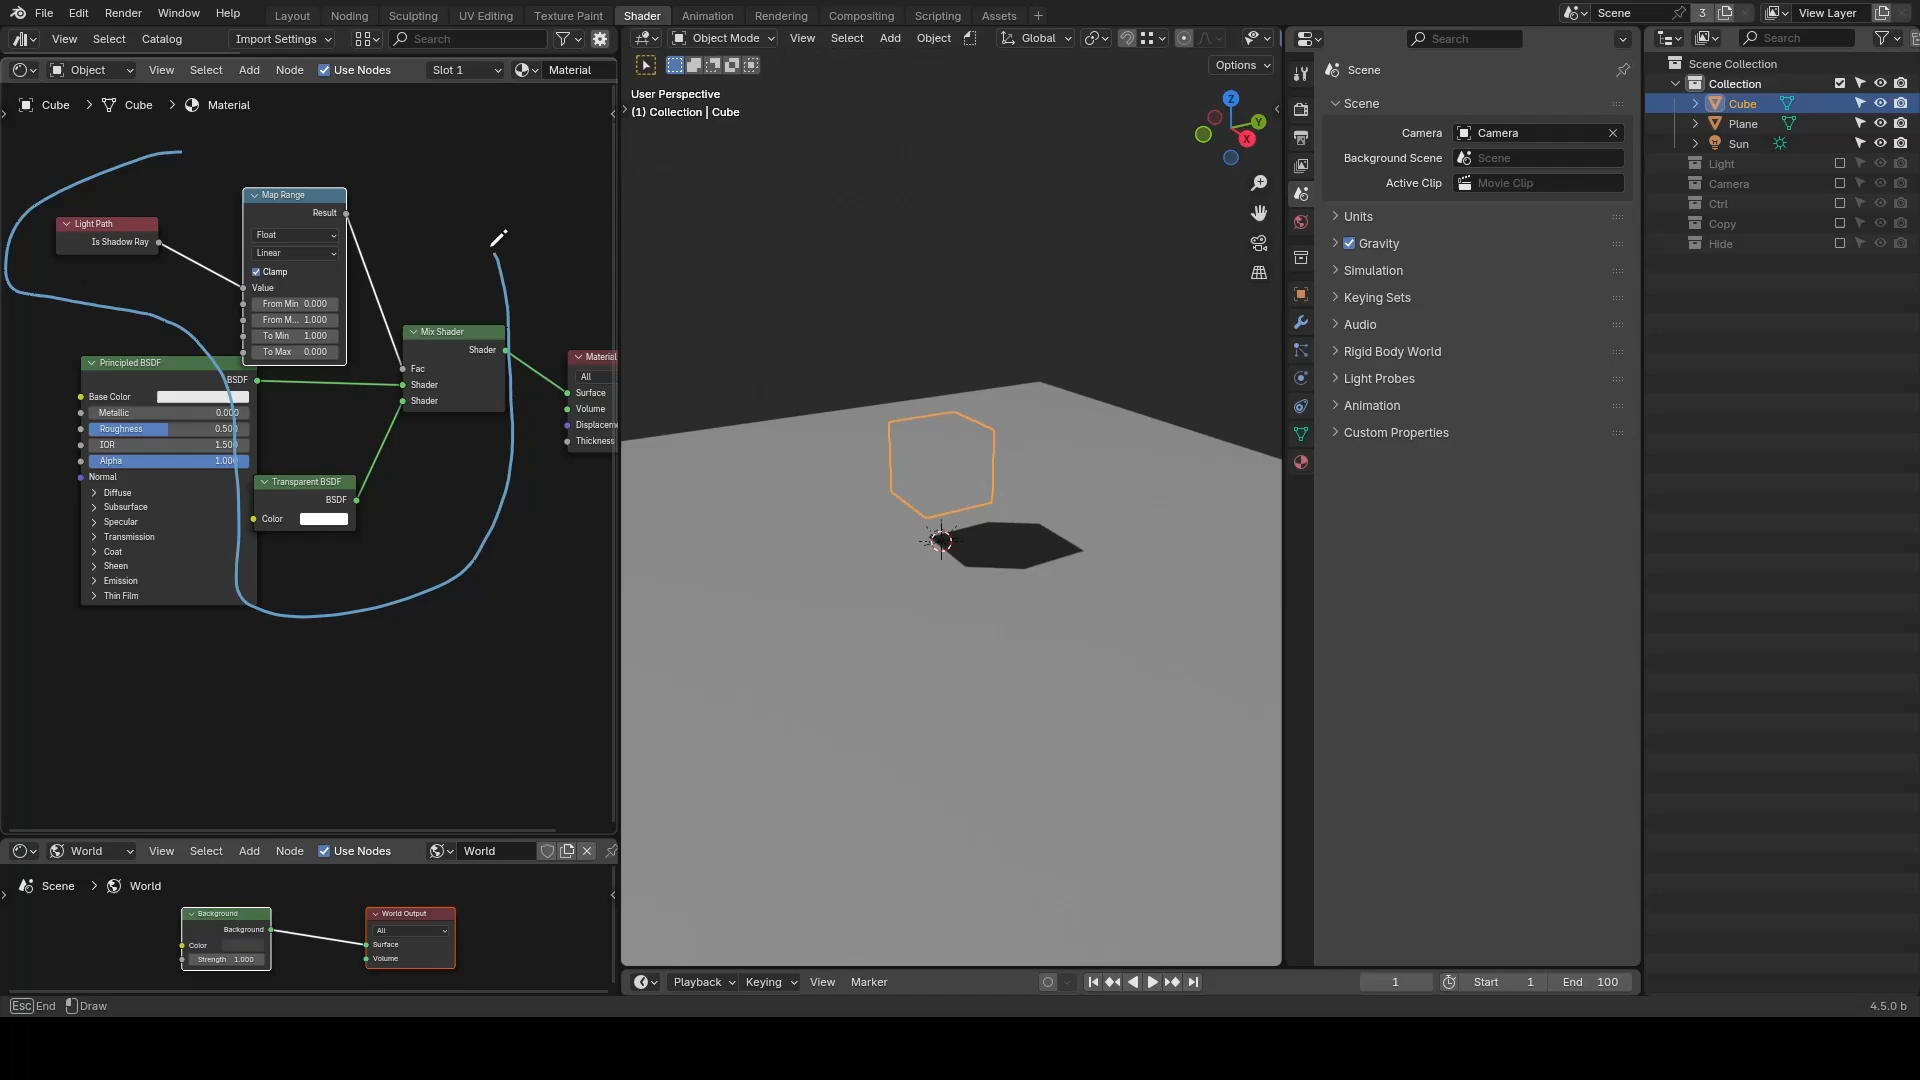 File Edit Render Window Help Layout Noding Sculpting UV Editing Texture Paint Shader Animation Rendering Compositing Scripting Assets + Scene 3 View Layer
View Select Catalog Import Settings Search
Object View Select Add Node Use Nodes Slot 1 Material
Cube > Cube > Material
Light Path
Is Shadow Ray
Map Range
Result
Float
Linear
Clamp
Value
From Min 0.000
From M... 1.000
To Min 1.000
To Max 0.000
Principled BSDF
BSDF
Base Color
Metallic 0.000
Roughness 0.500
IOR 1.500
Alpha 1.000
Normal
Diffuse
Subsurface
Specular
Transmission
Coat
Sheen
Emission
Thin Film
Transparent BSDF
BSDF
Color
Mix Shader
Shader
Fac
Shader
Shader
Material
All
Surface
Volume
Displacem
Thickness
World View Select Add Node Use Nodes World
Scene > World
Background
Background
Color
Strength 1.000
World Output
All
Surface
Volume
Object Mode View Select Add Object Global
Options
User Perspective
(1) Collection | Cube
Z
Y
X
Playback Keying View Marker 1 Start 1 End 100
Search
Scene
Scene
Camera Camera
Background Scene Scene
Active Clip Movie Clip
Units
Gravity
Simulation
Keying Sets
Audio
Rigid Body World
Light Probes
Animation
Custom Properties
Search
Scene Collection
Collection
Cube
Plane
Sun
Light
Camera
Ctrl
Copy
Hide
Esc End Draw
4.5.0 b